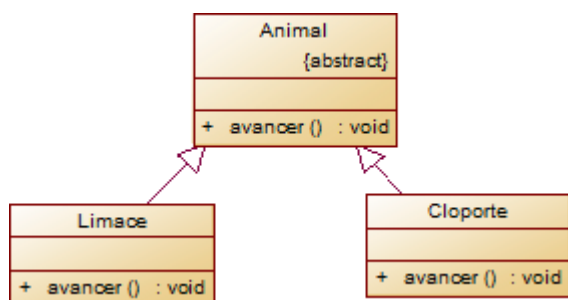 Animal
{abstract}
+ avancer () : void
Limace
+ avancer () : void
Cloporte
+ avancer () : void